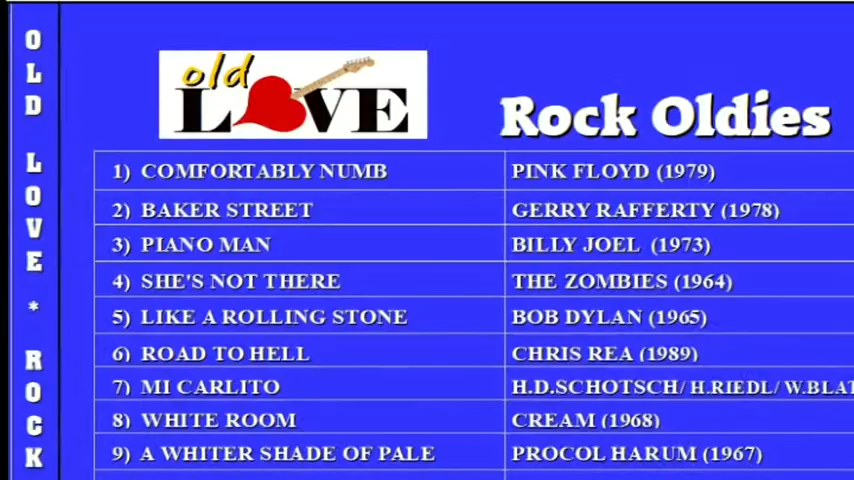 OLD LOVE * ROCK
old
LOVE
Rock Oldies
1) COMFORTABLY NUMB PINK FLOYD (1979)
2) BAKER STREET GERRY RAFFERTY (1978)
3) PIANO MAN BILLY JOEL (1973)
4) SHE'S NOT THERE THE ZOMBIES (1964)
5) LIKE A ROLLING STONE BOB DYLAN (1965)
6) ROAD TO HELL CHRIS REA (1989)
7) MI CARLITO H.D.SCHOTSCH/ H.RIEDL/ W.BLAT
8) WHITE ROOM CREAM (1968)
9) A WHITER SHADE OF PALE PROCOL HARUM (1967)